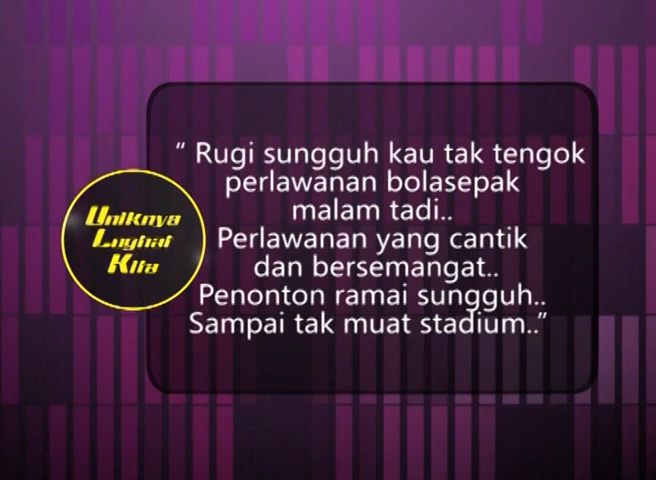 Uniknya
Lughat
Kita
“ Rugi sungguh kau tak tengok
perlawanan bolasepak
malam tadi..
Perlawanan yang cantik
dan bersemangat..
Penonton ramai sungguh..
Sampai tak muat stadium..”